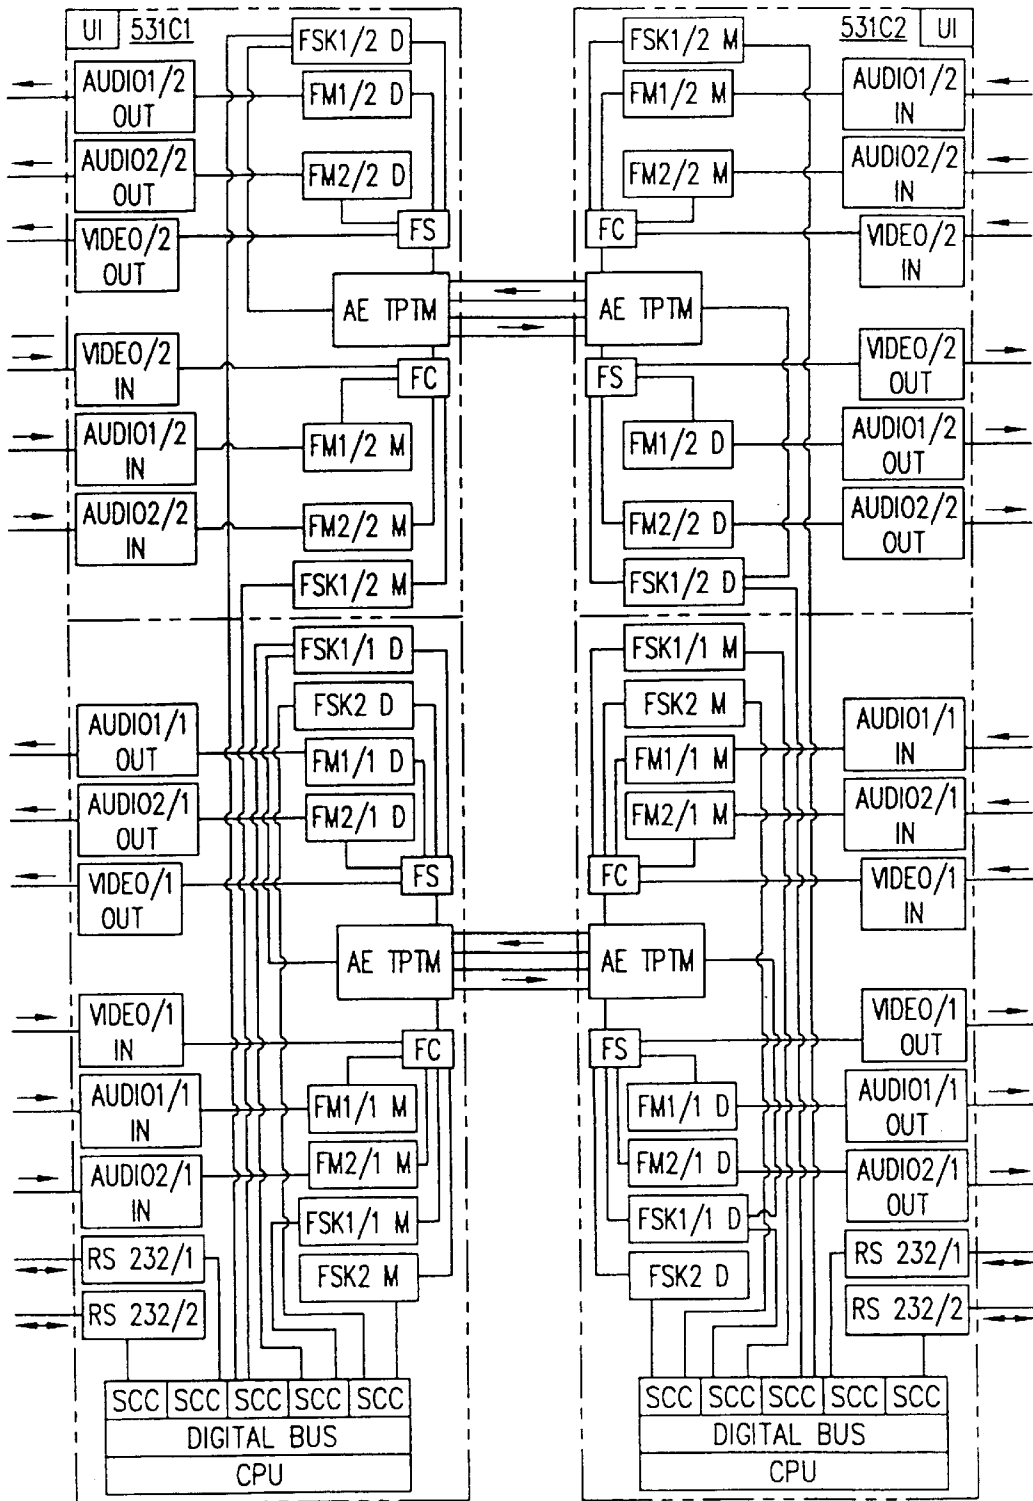 UI 531C1
FSK1/2 D
AUDIO1/2
OUT
FM1/2 D
AUDIO2/2
OUT
FM2/2 D
VIDEO/2
OUT
FS
AE TPTM
VIDEO/2
IN
FC
AUDIO1/2
IN
FM1/2 M
AUDIO2/2
IN
FM2/2 M
FSK1/2 M
FSK1/1 D
FSK2 D
AUDIO1/1
OUT
FM1/1 D
AUDIO2/1
OUT
FM2/1 D
VIDEO/1
OUT
FS
AE TPTM
VIDEO/1
IN
FC
AUDIO1/1
IN
FM1/1 M
AUDIO2/1
IN
FM2/1 M
FSK1/1 M
RS 232/1
FSK2 M
RS 232/2
SCC SCC SCC SCC SCC
DIGITAL BUS
CPU
531C2 UI
FSK1/2 M
FM1/2 M
AUDIO1/2
IN
FM2/2 M
AUDIO2/2
IN
FC
VIDEO/2
IN
AE TPTM
FS
VIDEO/2
OUT
FM1/2 D
AUDIO1/2
OUT
FM2/2 D
AUDIO2/2
OUT
FSK1/2 D
FSK1/1 M
FSK2 M
FM1/1 M
AUDIO1/1
IN
FM2/1 M
AUDIO2/1
IN
FC
VIDEO/1
IN
AE TPTM
FS
VIDEO/1
OUT
FM1/1 D
AUDIO1/1
OUT
FM2/1 D
AUDIO2/1
OUT
FSK1/1 D
RS 232/1
FSK2 D
RS 232/2
SCC SCC SCC SCC SCC
DIGITAL BUS
CPU